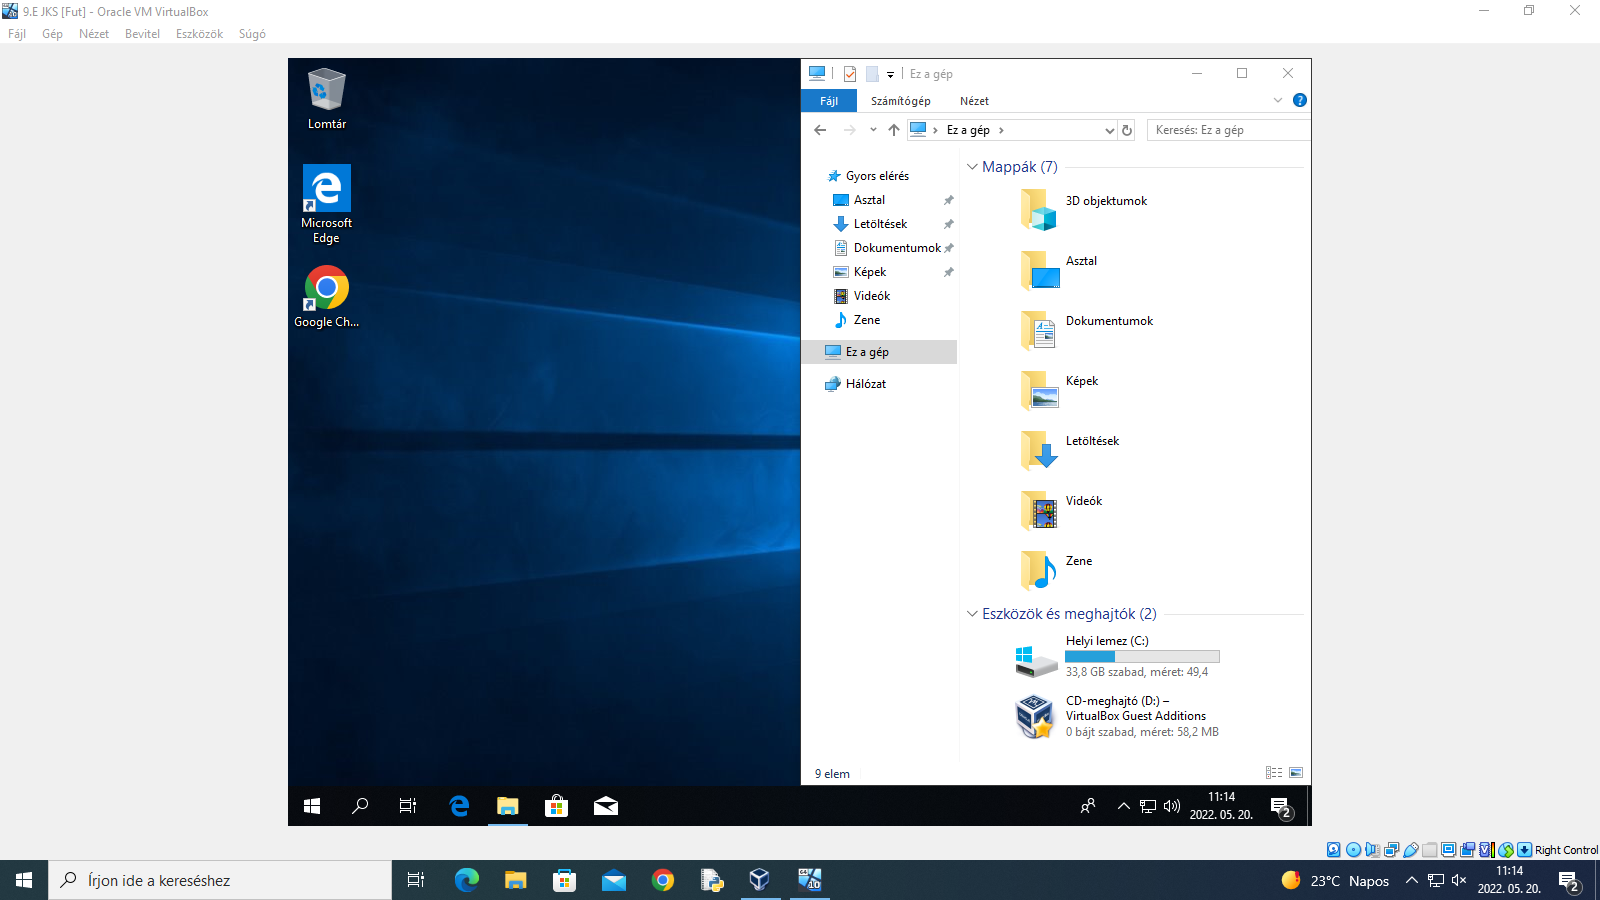 9.E JKS [Fut] - Oracle VM VirtualBox
Fájl Gép Nézet Bevitel Eszközök Súgó
Lomtár
Microsoft
Edge
Google Ch...
Ez a gép
Fájl Számítógép Nézet
Ez a gép
Keresés: Ez a gép
Gyors elérés
Asztal
Letöltések
Dokumentumok
Képek
Videók
Zene
Ez a gép
Hálózat
Mappák (7)
3D objektumok
Asztal
Dokumentumok
Képek
Letöltések
Videók
Zene
Eszközök és meghajtók (2)
Helyi lemez (C:)
33,8 GB szabad, méret: 49,4
CD-meghajtó (D:) –
VirtualBox Guest Additions
0 bájt szabad, méret: 58,2 MB
9 elem
11:14
2022. 05. 20.
2
Right Control
Írjon ide a kereséshez
23°C Napos
11:14
2022. 05. 20.
2